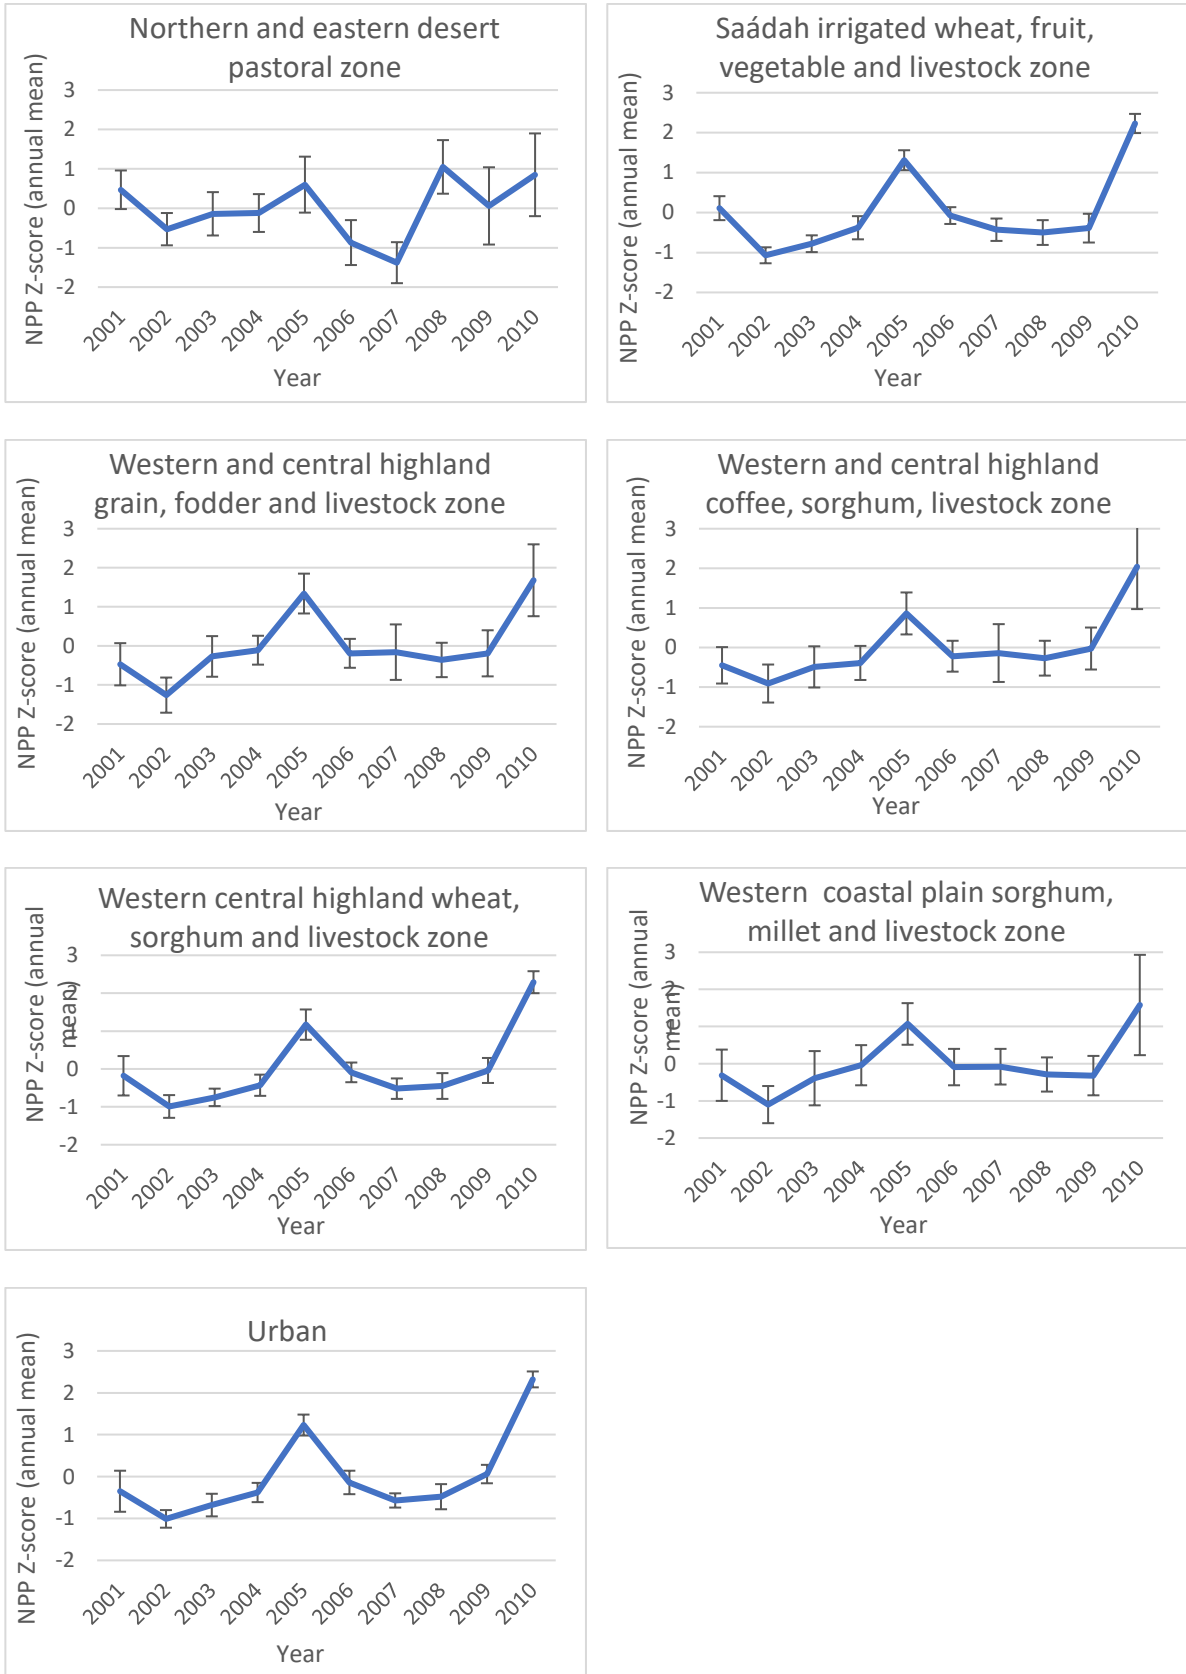 Northern and eastern desert
pastoral zone
NPP Z-score (annual mean)
3
2
1
0
-1
-2
2001 2002 2003 2004 2005 2006 2007 2008 2009 2010
Year
Saádah irrigated wheat, fruit,
vegetable and livestock zone
NPP Z-score (annual mean)
3
2
1
0
-1
-2
2001 2002 2003 2004 2005 2006 2007 2008 2009 2010
Year
Western and central highland
grain, fodder and livestock zone
NPP Z-score (annual mean)
3
2
1
0
-1
-2
2001 2002 2003 2004 2005 2006 2007 2008 2009 2010
Year
Western and central highland
coffee, sorghum, livestock zone
NPP Z-score (annual mean)
3
2
1
0
-1
-2
2001 2002 2003 2004 2005 2006 2007 2008 2009 2010
Year
Western central highland wheat,
sorghum and livestock zone
NPP Z-score (annual
mean)
3
2
1
0
-1
-2
2001 2002 2003 2004 2005 2006 2007 2008 2009 2010
Year
Western  coastal plain sorghum,
millet and livestock zone
NPP Z-score (annual
mean)
3
2
1
0
-1
-2
2001 2002 2003 2004 2005 2006 2007 2008 2009 2010
Year
Urban
NPP Z-score (annual mean)
3
2
1
0
-1
-2
2001 2002 2003 2004 2005 2006 2007 2008 2009 2010
Year